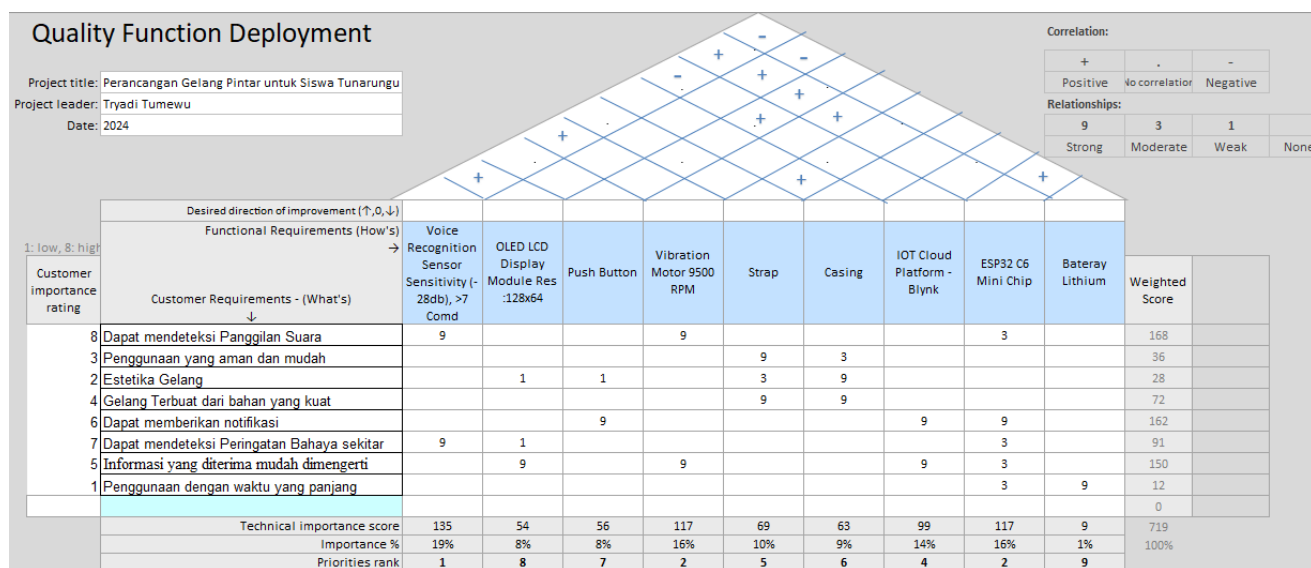 Quality Function Deployment
Project title: Perancangan Gelang Pintar untuk Siswa Tunarungu
Project leader: Tryadi Tumewu
Date: 2024
Correlation:
+ . -
Positive No correlation Negative
Relationships:
9 3 1
Strong Moderate Weak None
-
+ -
- + .
. . + .
+ . + + .
. . . . . .
+ . . + . +
Desired direction of improvement (↑,0,↓)
1: low, 8: high
Customer importance rating
Functional Requirements (How's) →
Customer Requirements - (What's) ↓
Voice Recognition Sensor Sensitivity (-28db), >7 Comd
OLED LCD Display Module Res :128x64
Push Button
Vibration Motor 9500 RPM
Strap
Casing
IOT Cloud Platform - Blynk
ESP32 C6 Mini Chip
Bateray Lithium
Weighted Score
8 Dapat mendeteksi Panggilan Suara 9 9 3 168
3 Penggunaan yang aman dan mudah 9 3 36
2 Estetika Gelang 1 1 3 9 28
4 Gelang Terbuat dari bahan yang kuat 9 9 72
6 Dapat memberikan notifikasi 9 9 9 162
7 Dapat mendeteksi Peringatan Bahaya sekitar 9 1 3 91
5 Informasi yang diterima mudah dimengerti 9 9 9 3 150
1 Penggunaan dengan waktu yang panjang 3 9 12
0
Technical importance score 135 54 56 117 69 63 99 117 9 719
Importance % 19% 8% 8% 16% 10% 9% 14% 16% 1% 100%
Priorities rank 1 8 7 2 5 6 4 2 9